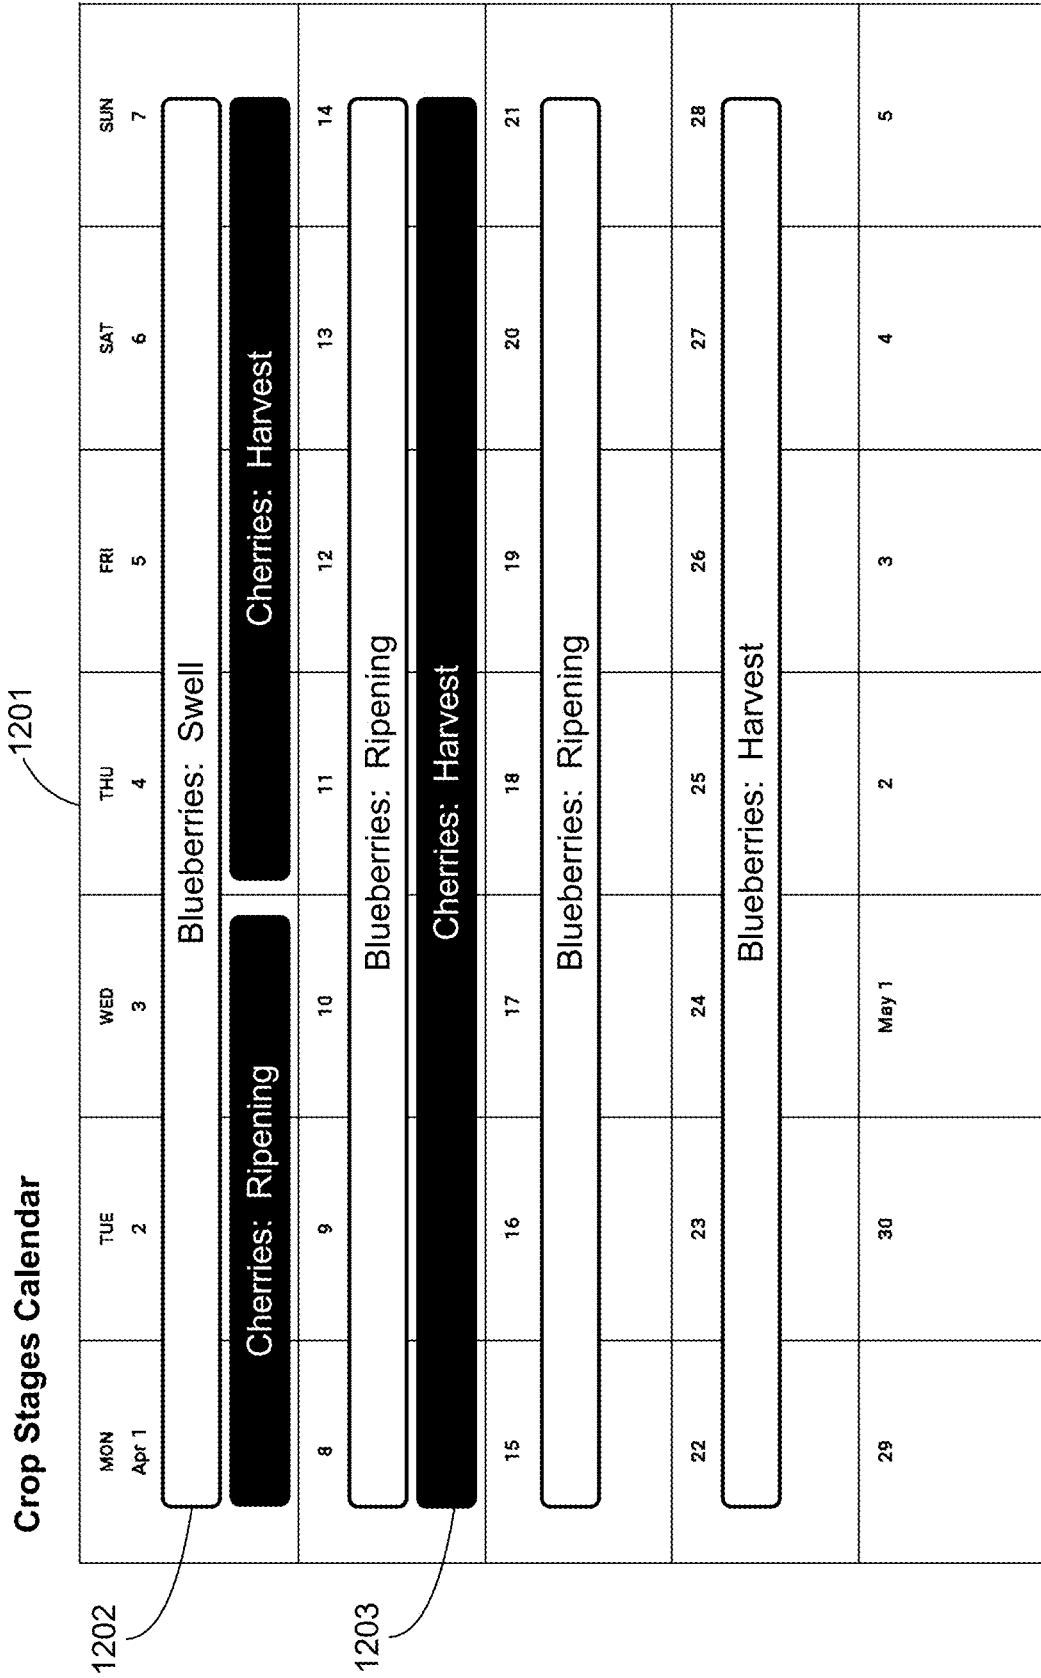 Crop Stages Calendar
1201
MON TUE WED THU FRI SAT SUN
Apr 1 2 3 4 5 6 7
1202
Blueberries: Swell
Cherries: Ripening Cherries: Harvest
8 9 10 11 12 13 14
Blueberries: Ripening
1203
Cherries: Harvest
15 16 17 18 19 20 21
Blueberries: Ripening
22 23 24 25 26 27 28
Blueberries: Harvest
29 30 May 1 2 3 4 5